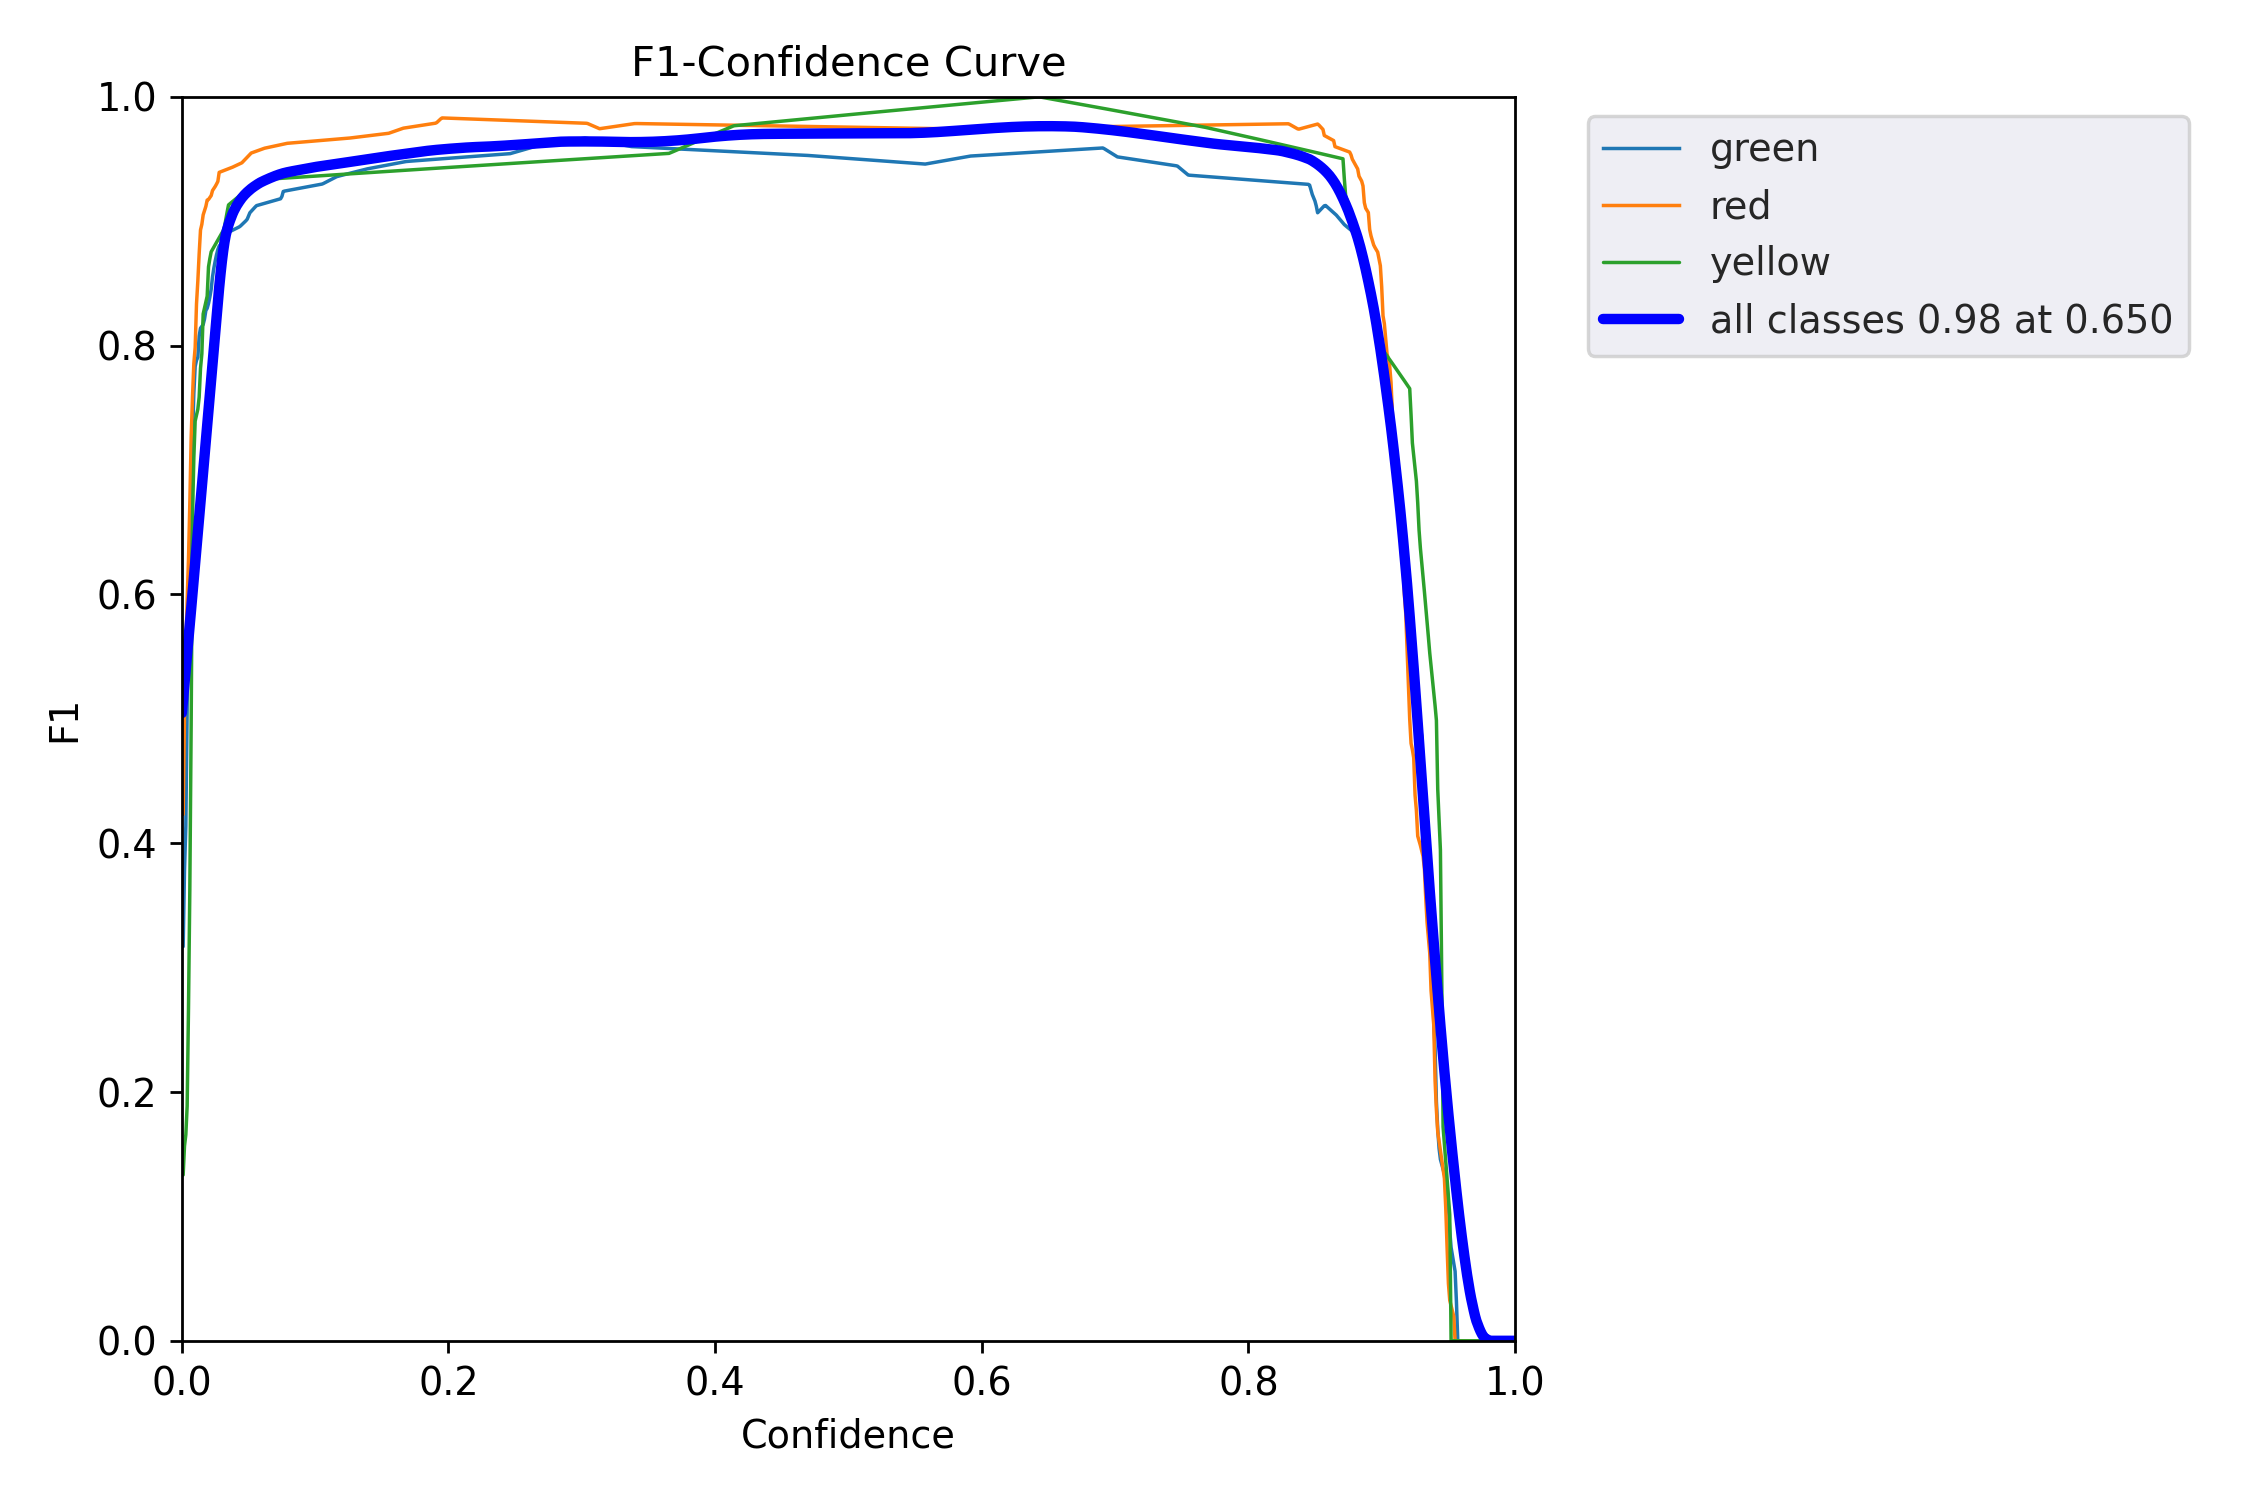 F1-Confidence Curve
1.0
0.8
0.6
0.4
0.2
0.0
F1
0.0 0.2 0.4 0.6 0.8 1.0
Confidence
green
red
yellow
all classes 0.98 at 0.650